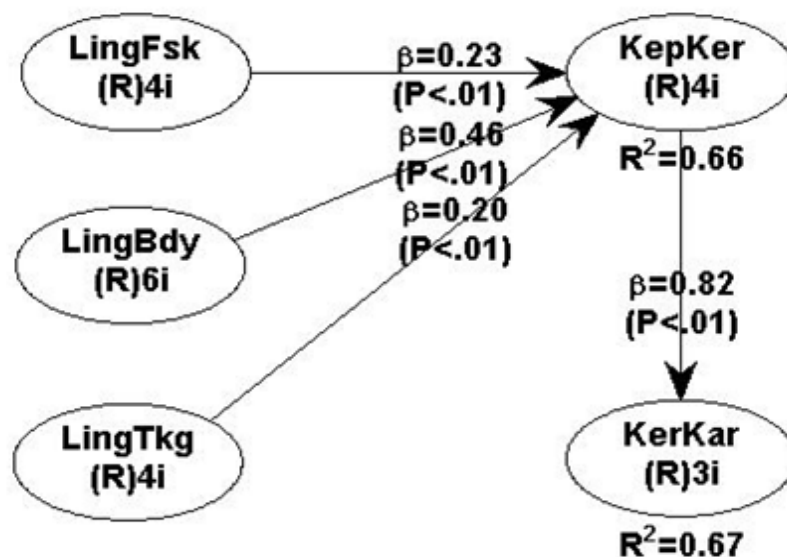 LingFsk
(R)4i
β=0.23
(P<.01)
KepKer
(R)4i
R²=0.66
LingBdy
(R)6i
β=0.46
(P<.01)
LingTkg
(R)4i
β=0.20
(P<.01)
β=0.82
(P<.01)
KerKar
(R)3i
R²=0.67